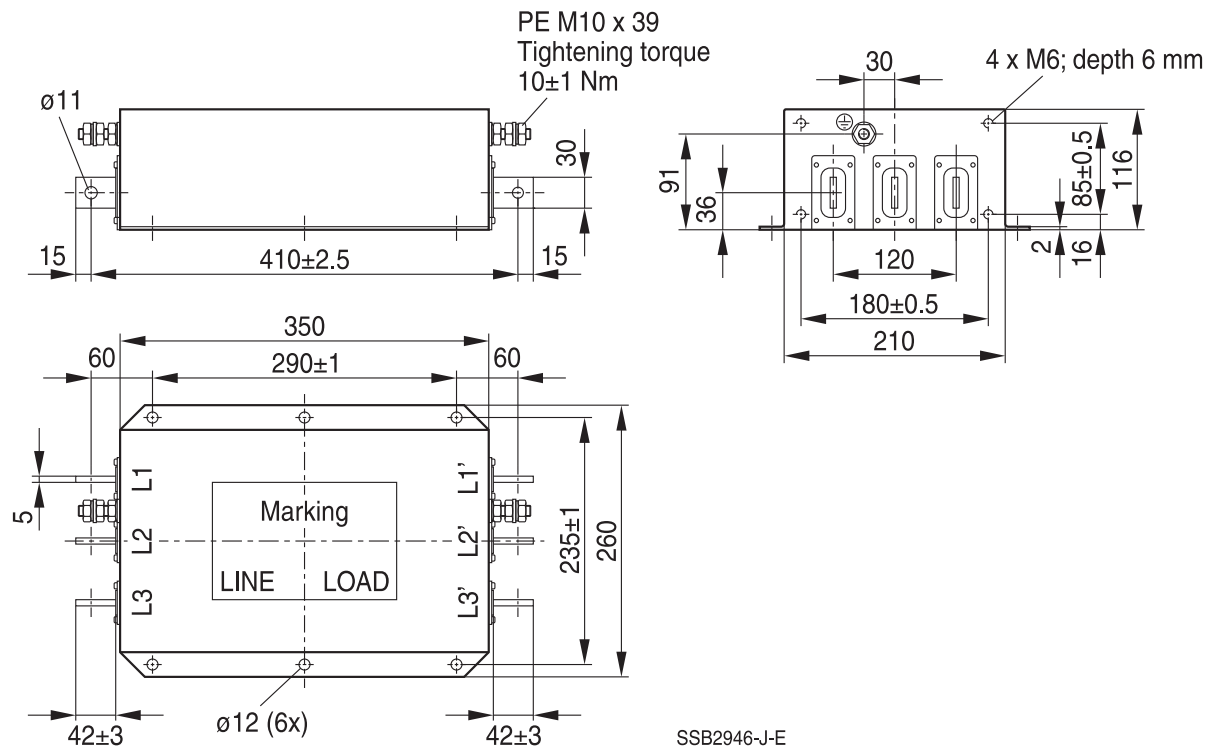 PE M10 x 39
Tightening torque
10±1 Nm
ø11
30
15
410±2.5
15
30
4 x M6; depth 6 mm
91
36
85±0.5
116
2
16
120
180±0.5
210
350
60
290±1
60
L1
L1’
5
Marking
L2
L2’
235±1
260
LINE
LOAD
L3
L3’
ø12 (6x)
42±3
42±3
SSB2946-J-E